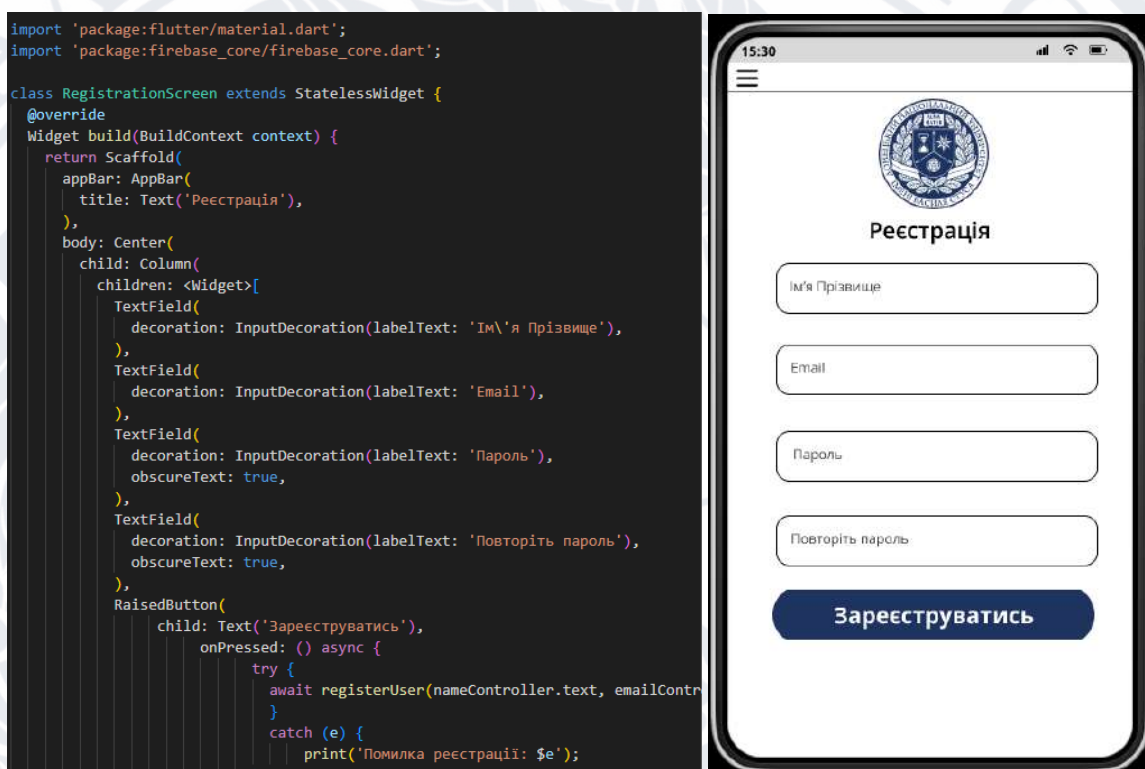 import 'package:flutter/material.dart';
import 'package:firebase_core/firebase_core.dart';
class RegistrationScreen extends StatelessWidget {
@override
Widget build(BuildContext context) {
return Scaffold(
appBar: AppBar(
title: Text('Реєстрація'),
),
body: Center(
child: Column(
children: <Widget>[
TextField(
decoration: InputDecoration(labelText: 'Ім\'я Прізвище'),
),
TextField(
decoration: InputDecoration(labelText: 'Email'),
),
TextField(
decoration: InputDecoration(labelText: 'Пароль'),
obscureText: true,
),
TextField(
decoration: InputDecoration(labelText: 'Повторіть пароль'),
obscureText: true,
),
RaisedButton(
child: Text('Зареєструватись'),
onPressed: () async {
try {
await registerUser(nameController.text, emailContr
}
catch (e) {
print('Помилка реєстрації: $e');
15:30
Реєстрація
Ім'я Прізвище
Email
Пароль
Повторіть пароль
Зареєструватись